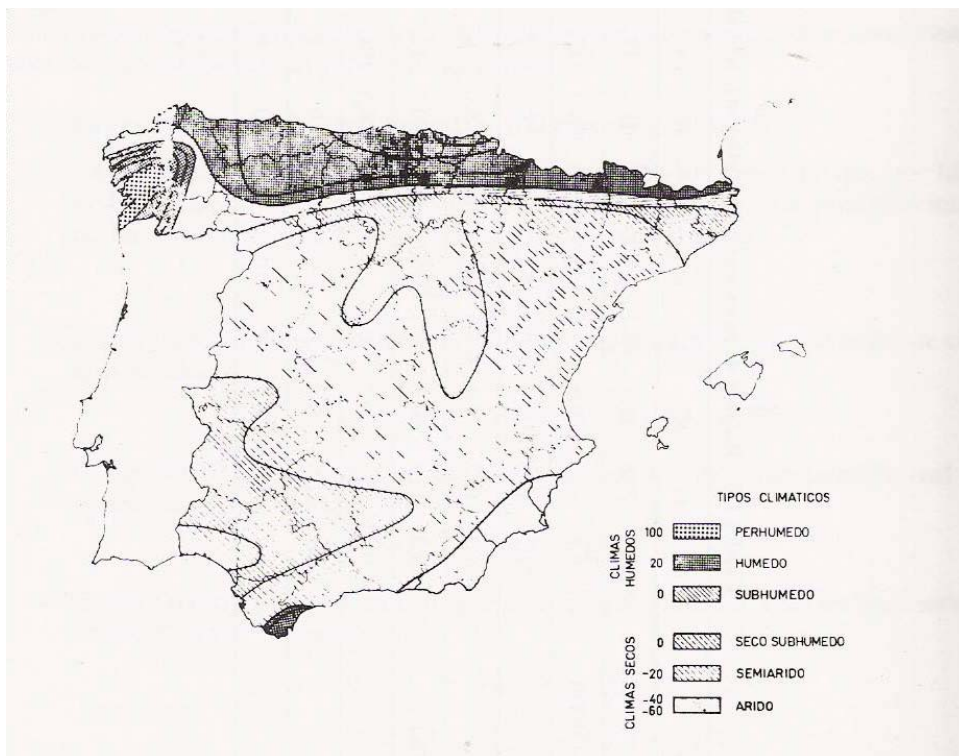 TIPOS CLIMATICOS
CLIMAS HUMEDOS
100 PERHUMEDO
20 HUMEDO
0 SUBHUMEDO
CLIMAS SECOS
0 SECO SUBHUMEDO
-20 SEMIARIDO
-40
-60 ARIDO